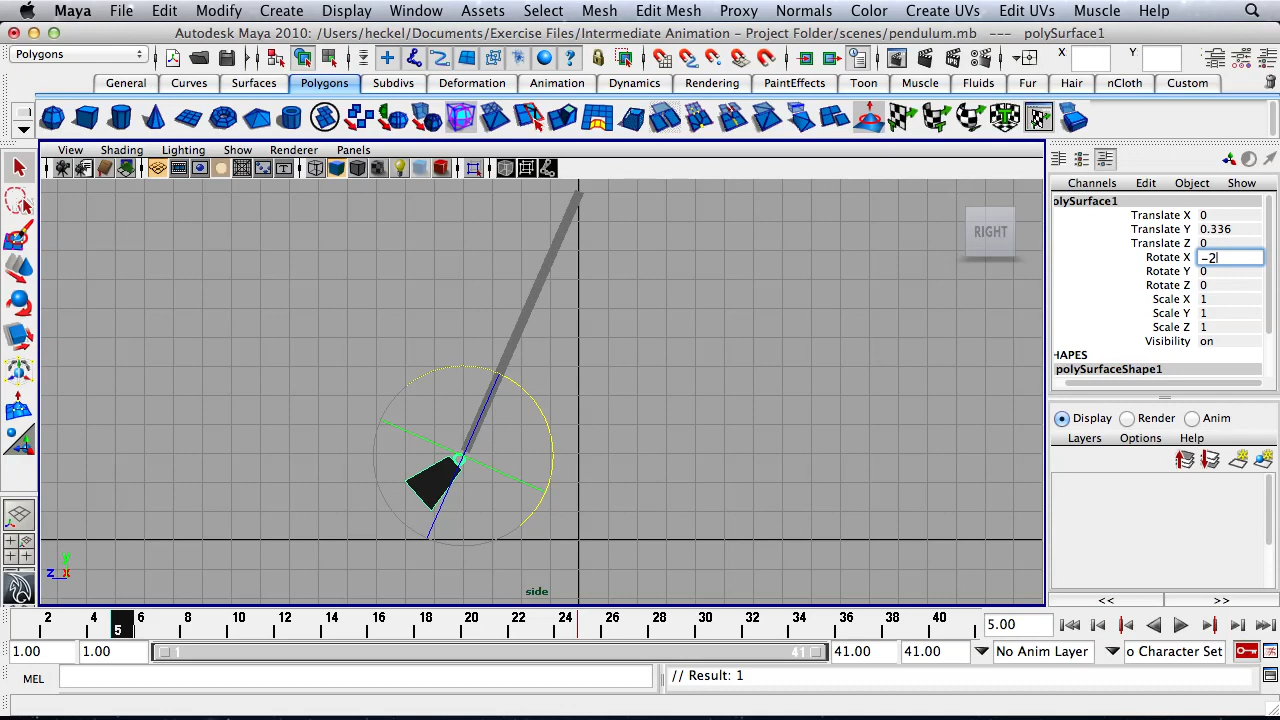 Maya File Edit Modify Create Display Window Assets Select Mesh Edit Mesh Proxy Normals Color Create UVs Edit UVs Muscle Help
Autodesk Maya 2010: /Users/heckel/Documents/Exercise Files/Intermediate Animation - Project Folder/scenes/pendulum.mb --- polySurface1
Polygons X Y
General Curves Surfaces Polygons Subdivs Deformation Animation Dynamics Rendering PaintEffects Toon Muscle Fluids Fur Hair nCloth Custom
View Shading Lighting Show Renderer Panels
Channels Edit Object Show
olySurface1
Translate X 0
Translate Y 0.336
Translate Z 0
Rotate X -2
Rotate Y 0
Rotate Z 0
Scale X 1
Scale Y 1
Scale Z 1
Visibility on
HAPES
polySurfaceShape1
RIGHT
Display Render Anim
Layers Options Help
y
z x
side
<< >>
2 4 5 6 8 10 12 14 16 18 20 22 24 26 28 30 32 34 36 38 40 5.00
1.00 1.00 1 41 41.00 41.00 No Anim Layer o Character Set
MEL // Result: 1